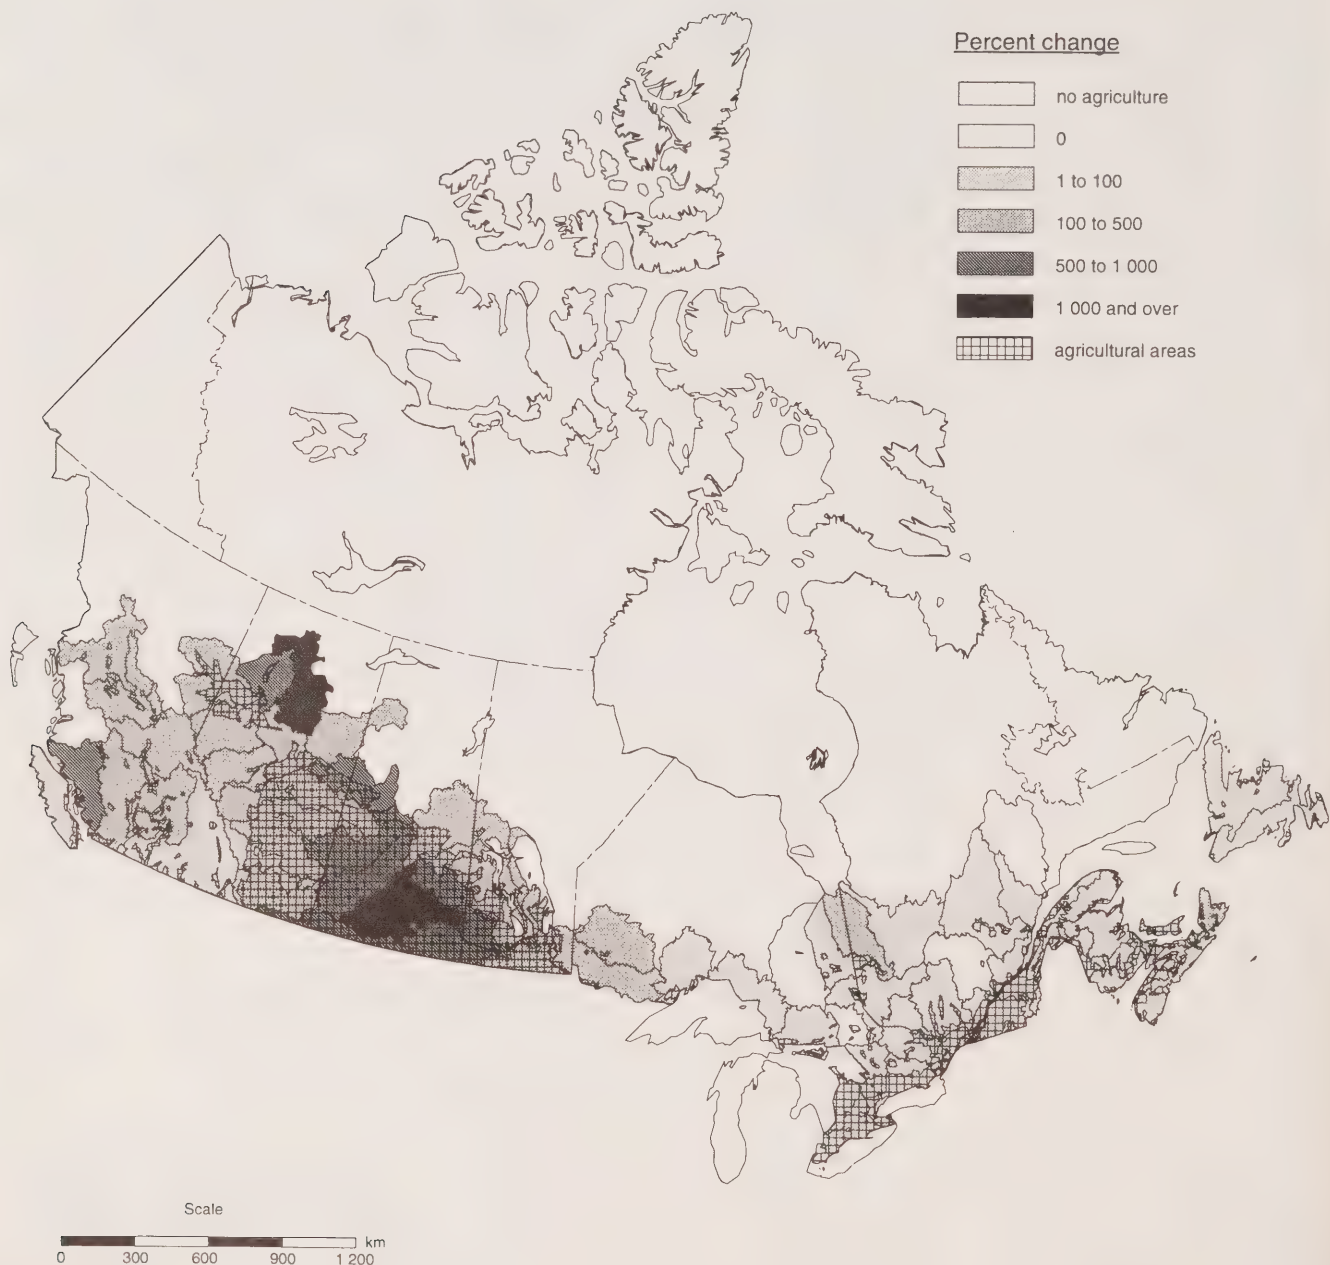 Percent change
no agriculture
0
1 to 100
100 to 500
500 to 1 000
1 000 and over
agricultural areas
Scale
km
0 300 600 900 1 200